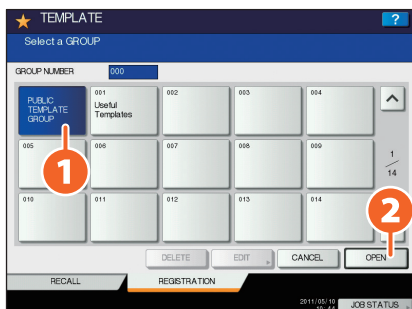 TEMPLATE
?
Select a GROUP
GROUP NUMBER 000
PUBLIC TEMPLATE GROUP
001 Useful Templates
002
003
004
005
006
007
008
009
1
14
010
011
012
013
014
1
2
DELETE
EDIT
CANCEL
OPEN
RECALL
REGISTRATION
2011/05/10
10:44
JOB STATUS